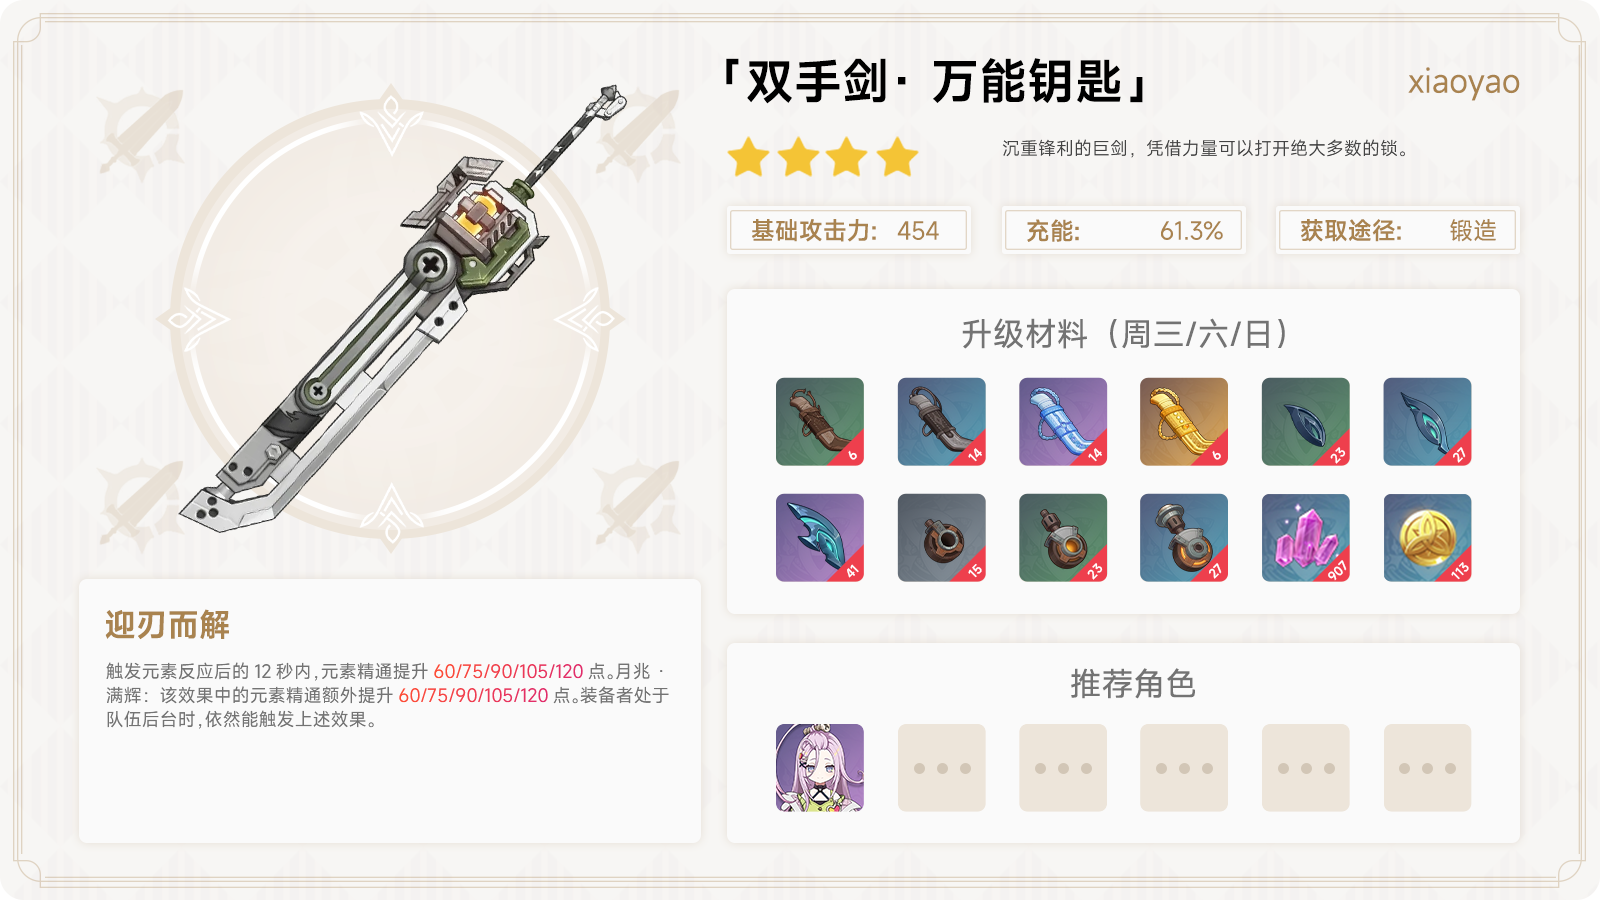 「双手剑· 万能钥匙」
xiaoyao
沉重锋利的巨剑，凭借力量可以打开绝大多数的锁。
基础攻击力: 454
充能: 61.3%
获取途径: 锻造
升级材料（周三/六/日）
6
14
14
6
23
27
41
15
23
27
907
113
迎刃而解
触发元素反应后的 12 秒内,元素精通提升 60/75/90/105/120 点。月兆 ·
满辉：该效果中的元素精通额外提升 60/75/90/105/120 点。装备者处于
队伍后台时,依然能触发上述效果。
推荐角色